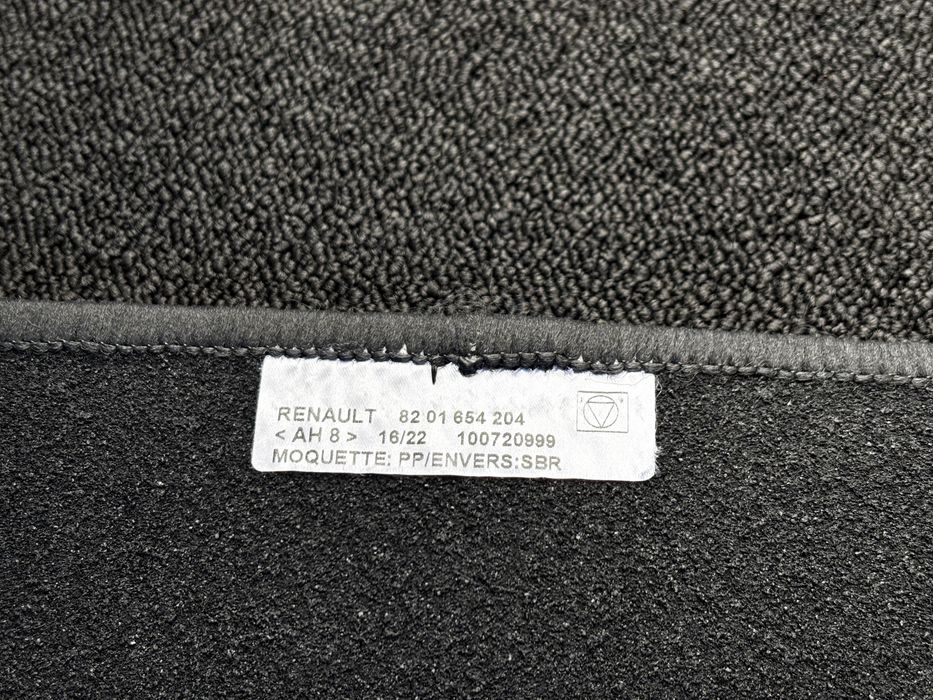 RENAULT 82 01 654 204
< AH 8 > 16/22 100720999
MOQUETTE: PP/ENVERS:SBR